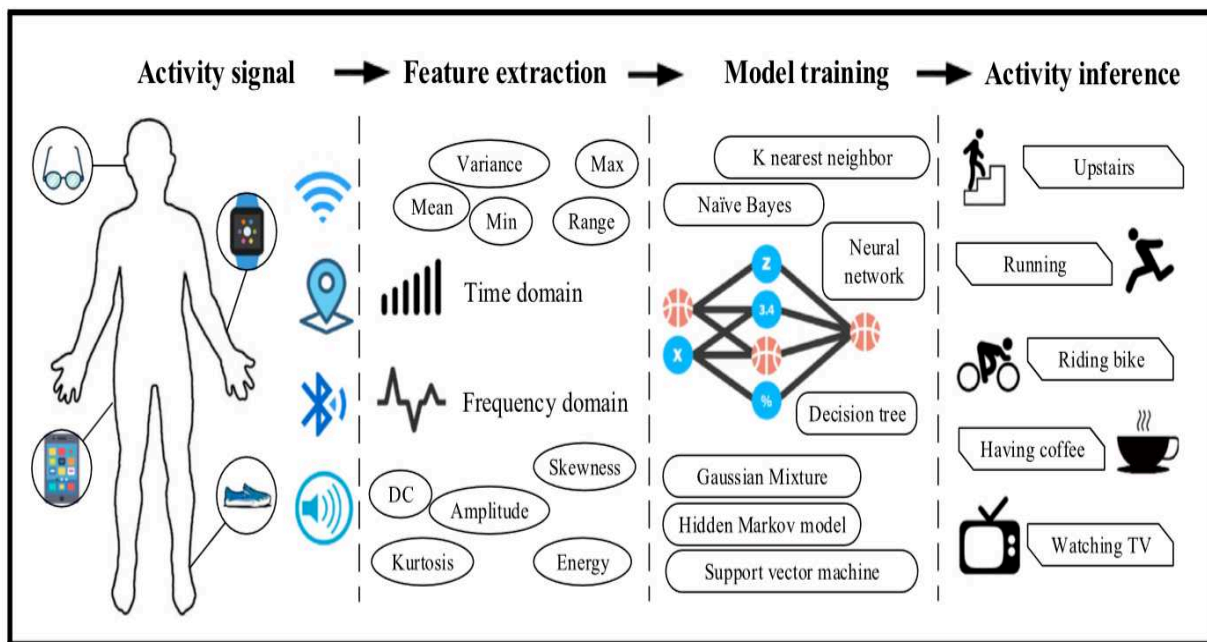 Activity signal
Feature extraction
Model training
Activity inference
Variance
Max
Mean
Min
Range
Time domain
Frequency domain
Skewness
DC
Amplitude
Kurtosis
Energy
K nearest neighbor
Naïve Bayes
Neural
network
Z
3.4
X
%
Decision tree
Gaussian Mixture
Hidden Markov model
Support vector machine
Upstairs
Running
Riding bike
Having coffee
Watching TV